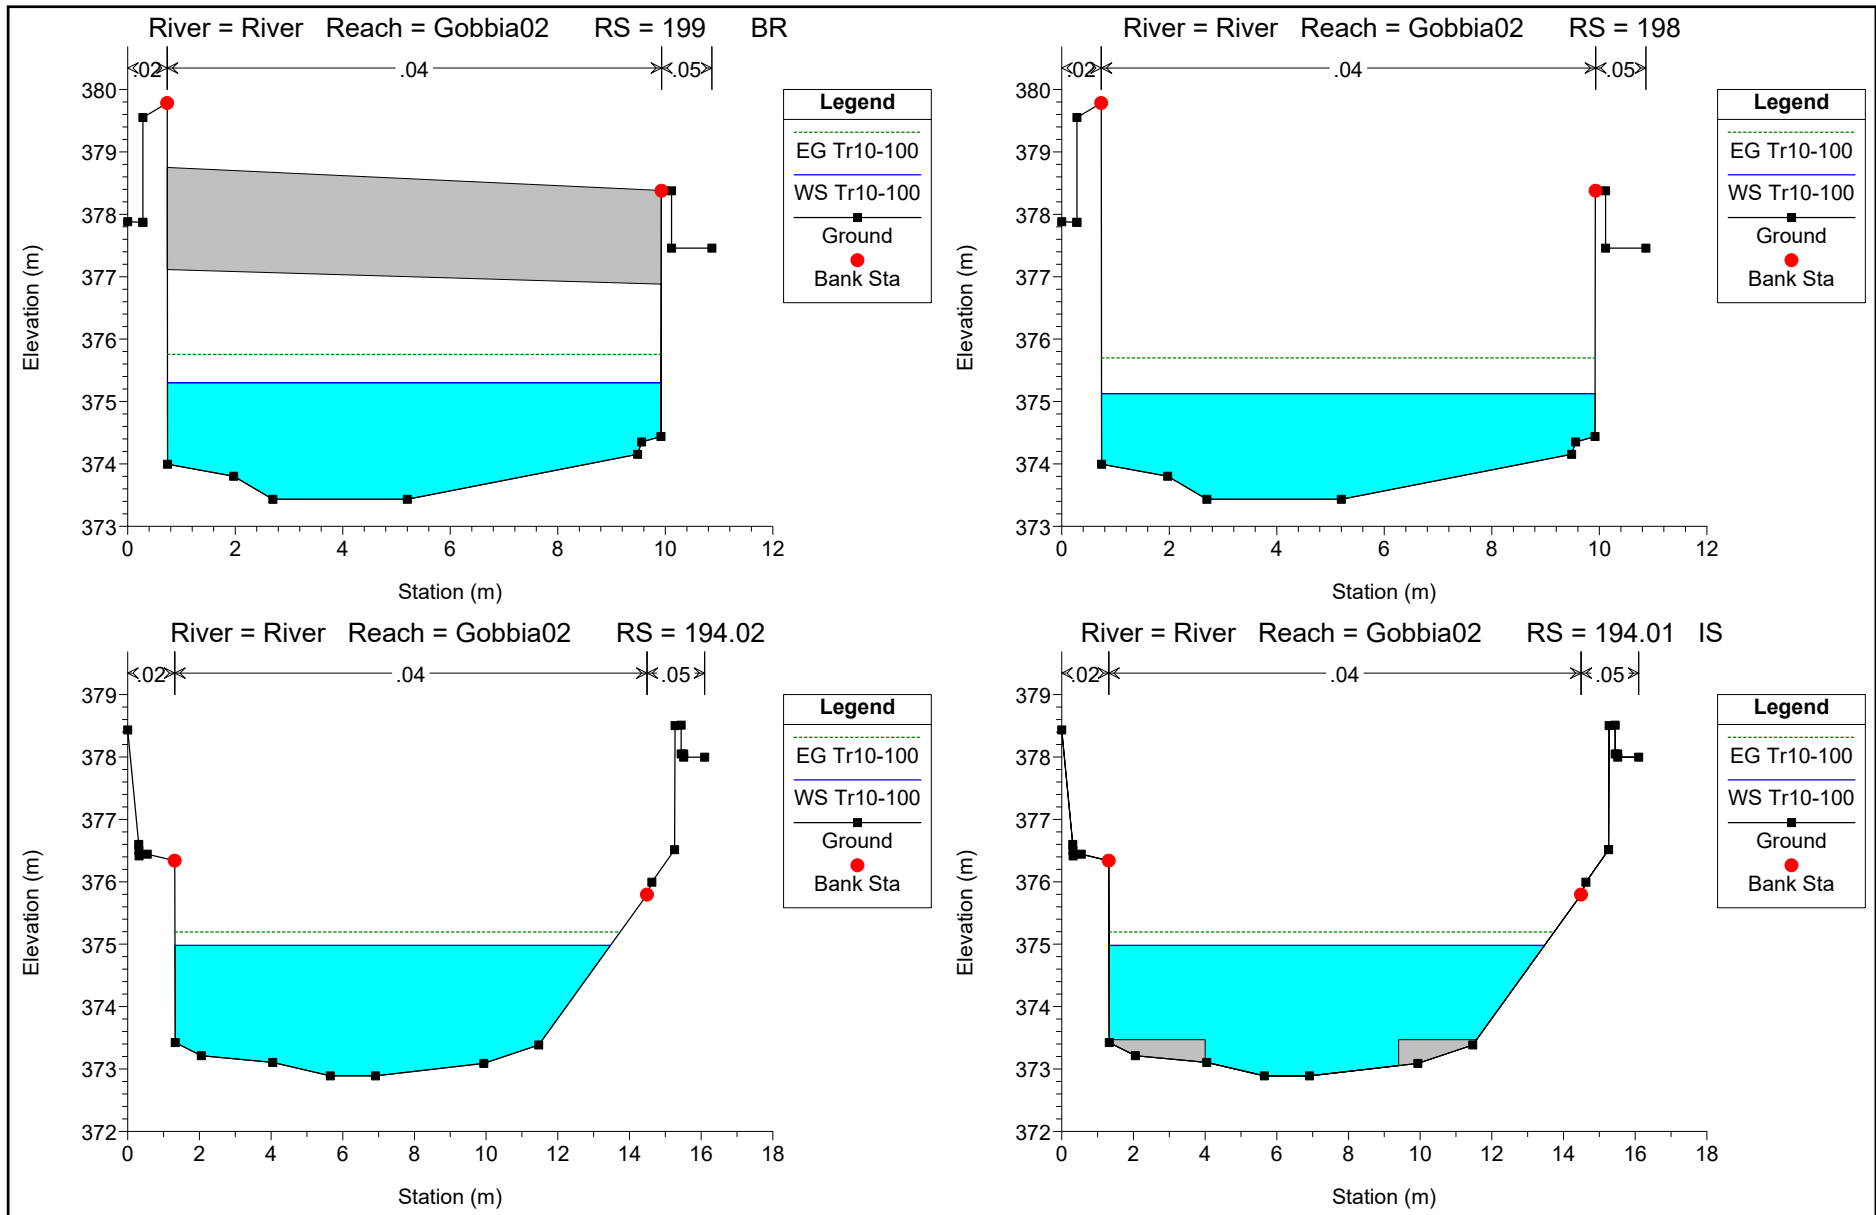 River = River Reach = Gobbia02 RS = 199 BR
.02 .04 .05
380
379
378
377
376
375
374
373
Elevation (m)
0 2 4 6 8 10 12
Station (m)
Legend
EG Tr10-100
WS Tr10-100
Ground
Bank Sta
River = River Reach = Gobbia02 RS = 198
.02 .04 .05
380
379
378
377
376
375
374
373
Elevation (m)
0 2 4 6 8 10 12
Station (m)
Legend
EG Tr10-100
WS Tr10-100
Ground
Bank Sta
River = River Reach = Gobbia02 RS = 194.02
.02 .04 .05
379
378
377
376
375
374
373
372
Elevation (m)
0 2 4 6 8 10 12 14 16 18
Station (m)
Legend
EG Tr10-100
WS Tr10-100
Ground
Bank Sta
River = River Reach = Gobbia02 RS = 194.01 IS
.02 .04 .05
379
378
377
376
375
374
373
372
Elevation (m)
0 2 4 6 8 10 12 14 16 18
Station (m)
Legend
EG Tr10-100
WS Tr10-100
Ground
Bank Sta